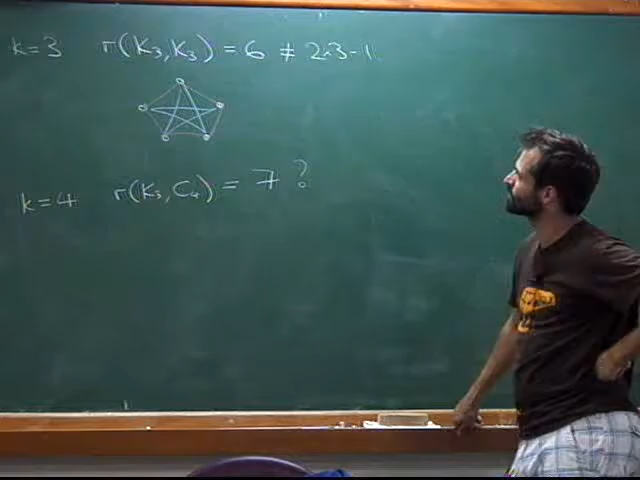 k=3 r(K₃,K₃) = 6 ≠ 2·3-1
k=4 r(K₃,C₄) = 7 ?